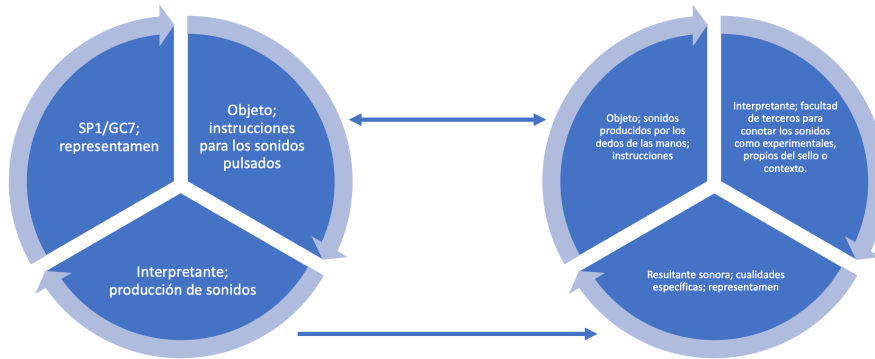 SP1/GC7;
representamen
Objeto;
instrucciones
para los sonidos
pulsados
Interpretante;
producción de sonidos
Objeto; sonidos
producidos por los
dedos de las manos;
instrucciones
Interpretante; facultad
de terceros para
connotar los sonidos
como experimentales,
propios del sello o
contexto.
Resultante sonora; cualidades
específicas; representamen